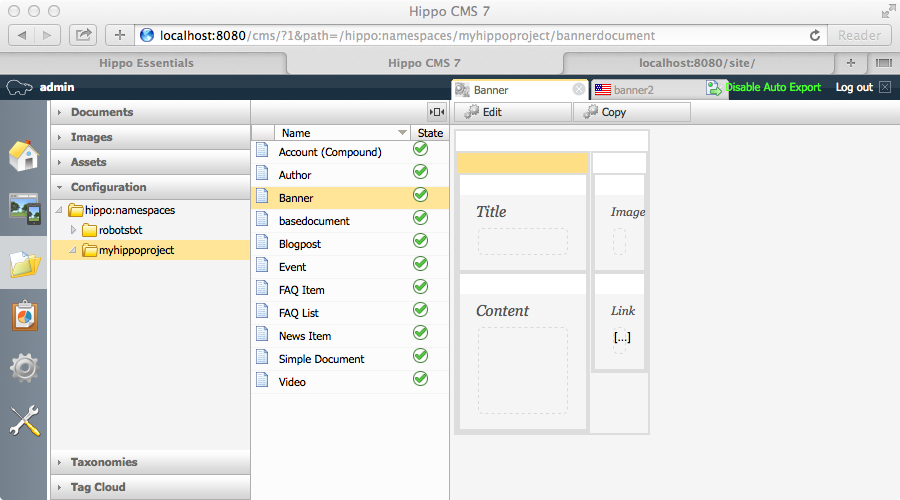 Hippo CMS 7
localhost:8080/cms/?1&path=/hippo:namespaces/myhippoproject/bannerdocument
Reader
Hippo Essentials
Hippo CMS 7
localhost:8080/site/
admin
Banner
banner2
Disable Auto Export
Log out
Documents
Edit
Copy
Images
Assets
Configuration
hippo:namespaces
robotstxt
myhippoproject
Taxonomies
Tag Cloud
Name
State
Account (Compound)
Author
Banner
basedocument
Blogpost
Event
FAQ Item
FAQ List
News Item
Simple Document
Video
Title
Image
Content
Link
[...]